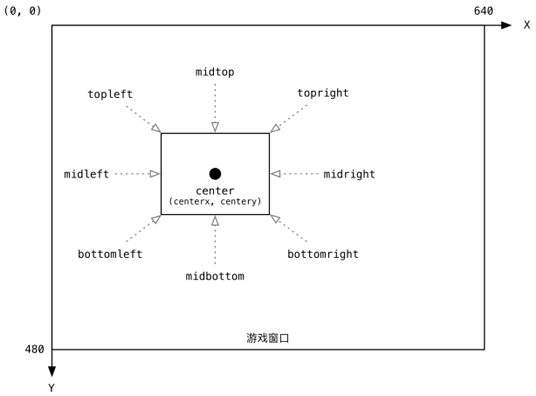 (0, 0)
640
X
midtop
topleft
topright
midleft
midright
center
(centerx, centery)
bottomleft
bottomright
midbottom
游戏窗口
480
Y